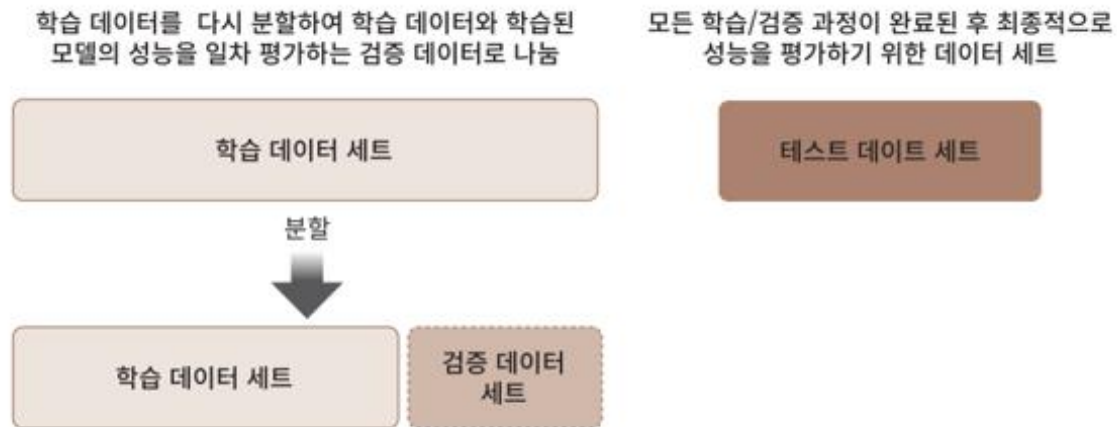 학습 데이터를  다시 분할하여 학습 데이터와 학습된
모델의 성능을 일차 평가하는 검증 데이터로 나눔
모든 학습/검증 과정이 완료된 후 최종적으로
성능을 평가하기 위한 데이터 세트
학습 데이터 세트
테스트 데이트 세트
분할
학습 데이터 세트
검증 데이터
세트